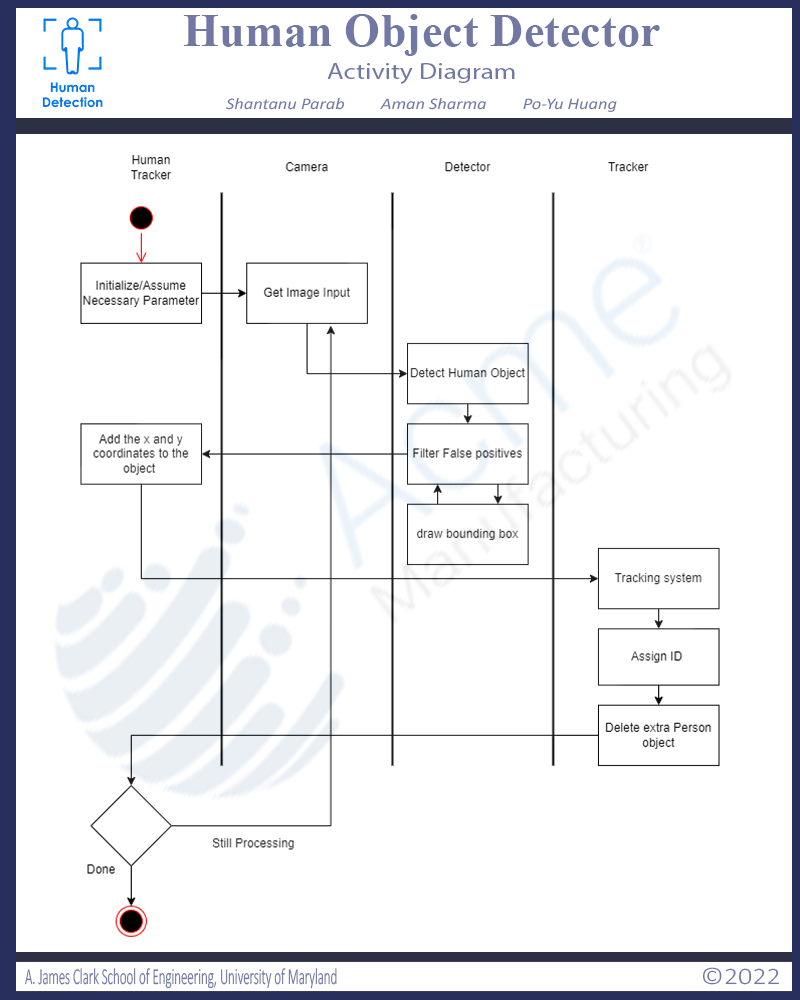 Human Object Detector
Activity Diagram
Shantanu Parab Aman Sharma Po-Yu Huang
Human
Detection
Human
Tracker
Camera
Detector
Tracker
Initialize/Assume
Necessary Parameter
Get Image Input
Detect Human Object
Add the x and y
coordinates to the
object
Filter False positives
draw bounding box
Tracking system
Assign ID
Delete extra Person
object
Still Processing
Done
Acme®
Manufacturing
A. James Clark School of Engineering, University of Maryland
©2022